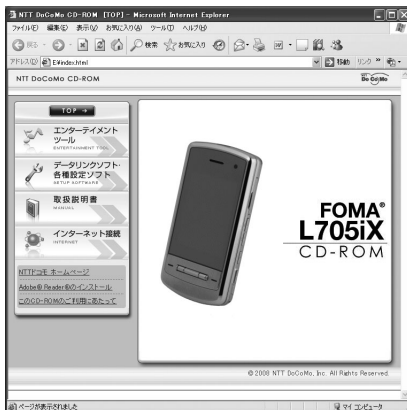 NTT DoCoMo CD-ROM [TOP] - Microsoft Internet Explorer
ファイル(F) 編集(E) 表示(V) お気に入り(A) ツール(T) ヘルプ(H)
戻る 検索 お気に入り
アドレス(D) E:¥index.html 移動 リンク »
NTT DoCoMo CD-ROM
DoCoMo
TOP
エンターテイメント
ツール
ENTERTAINMENT TOOL
データリンクソフト・
各種設定ソフト
SETUP SOFTWARE
取扱説明書
MANUAL
インターネット接続
INTERNET
NTTドコモ ホームページ
Adobe® Reader®のインストール
このCD-ROMのご利用にあたって
FOMA®
L705iX
CD-ROM
© 2008 NTT DoCoMo, Inc. All Rights Reserved.
ページが表示されました マイ コンピュータ